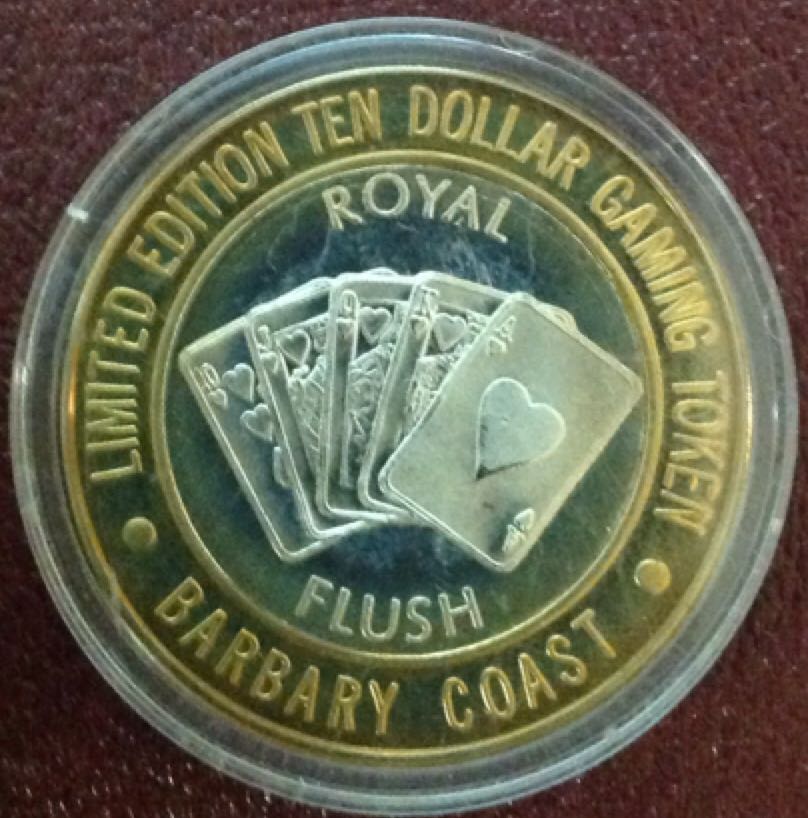 LIMITED EDITION TEN DOLLAR GAMING TOKEN
ROYAL
FLUSH
BARBARY COAST